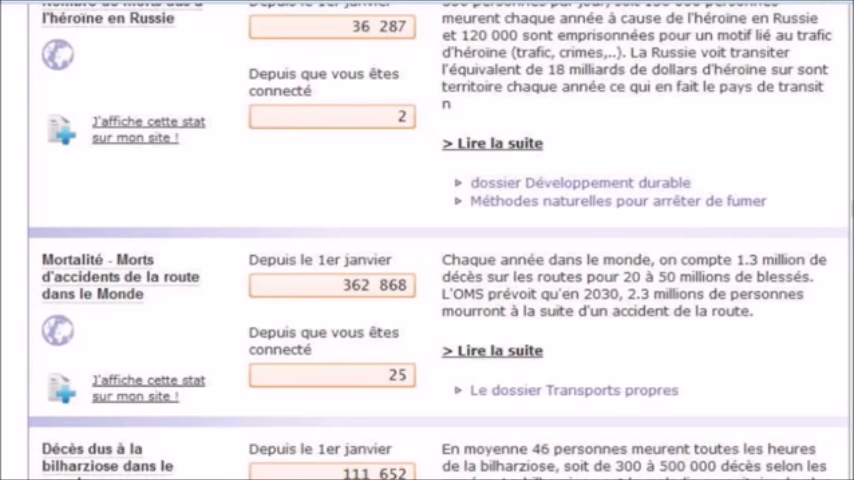 l'héroïne en Russie
36 287
Depuis que vous êtes
connecté
2
J'affiche cette stat
sur mon site !
meurent chaque année à cause de l'héroïne en Russie
et 120 000 sont emprisonnées pour un motif lié au trafic
d'héroïne (trafic, crimes,..). La Russie voit transiter
l'équivalent de 18 milliards de dollars d'héroïne sur sont
territoire chaque année ce qui en fait le pays de transit
n
> Lire la suite
dossier Développement durable
Méthodes naturelles pour arrêter de fumer
Mortalité - Morts
d'accidents de la route
dans le Monde
J'affiche cette stat
sur mon site !
Depuis le 1er janvier
362 868
Depuis que vous êtes
connecté
25
Chaque année dans le monde, on compte 1.3 million de
décès sur les routes pour 20 à 50 millions de blessés.
L'OMS prévoit qu'en 2030, 2.3 millions de personnes
mourront à la suite d'un accident de la route.
> Lire la suite
Le dossier Transports propres
Décès dus à la
bilharziose dans le
Depuis le 1er janvier
111 652
En moyenne 46 personnes meurent toutes les heures
de la bilharziose, soit de 300 à 500 000 décès selon les